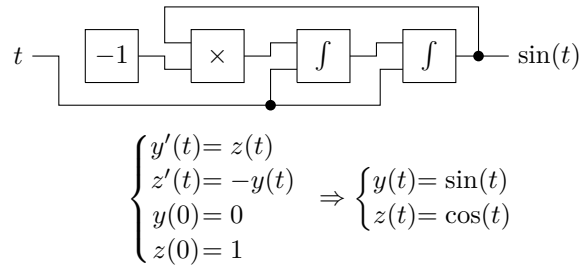 t −1 × ∫ ∫ sin(t)
y′(t)= z(t)
z′(t)= −y(t)
y(0)= 0
z(0)= 1
⇒
y(t)= sin(t)
z(t)= cos(t)